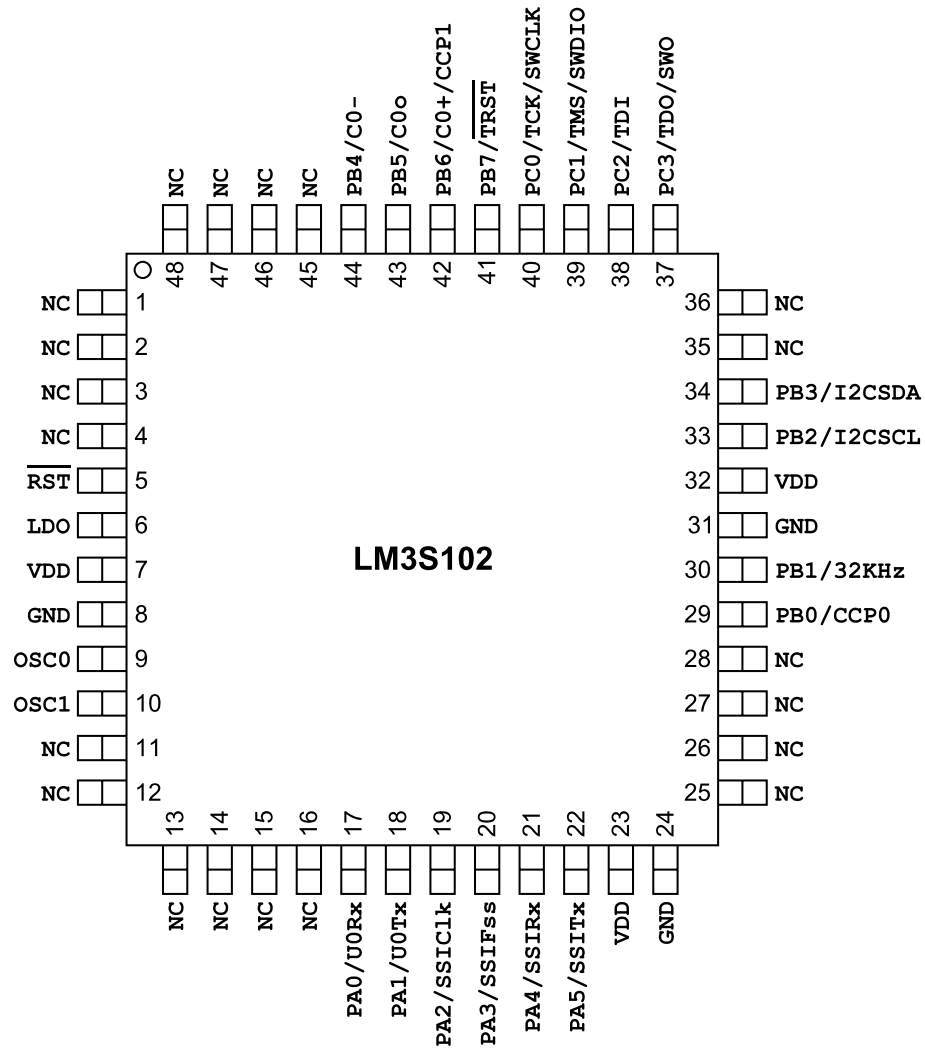 NC
NC
NC
NC
PB4/C0-
PB5/C0o
PB6/C0+/CCP1
PB7/TRST
PC0/TCK/SWCLK
PC1/TMS/SWDIO
PC2/TDI
PC3/TDO/SWO
48
47
46
45
44
43
42
41
40
39
38
37
NC 1
NC 2
NC 3
NC 4
RST 5
LDO 6
VDD 7
GND 8
OSC0 9
OSC1 10
NC 11
NC 12
LM3S102
36 NC
35 NC
34 PB3/I2CSDA
33 PB2/I2CSCL
32 VDD
31 GND
30 PB1/32KHz
29 PB0/CCP0
28 NC
27 NC
26 NC
25 NC
13
14
15
16
17
18
19
20
21
22
23
24
NC
NC
NC
NC
PA0/U0Rx
PA1/U0Tx
PA2/SSIClk
PA3/SSIFss
PA4/SSIRx
PA5/SSITx
VDD
GND